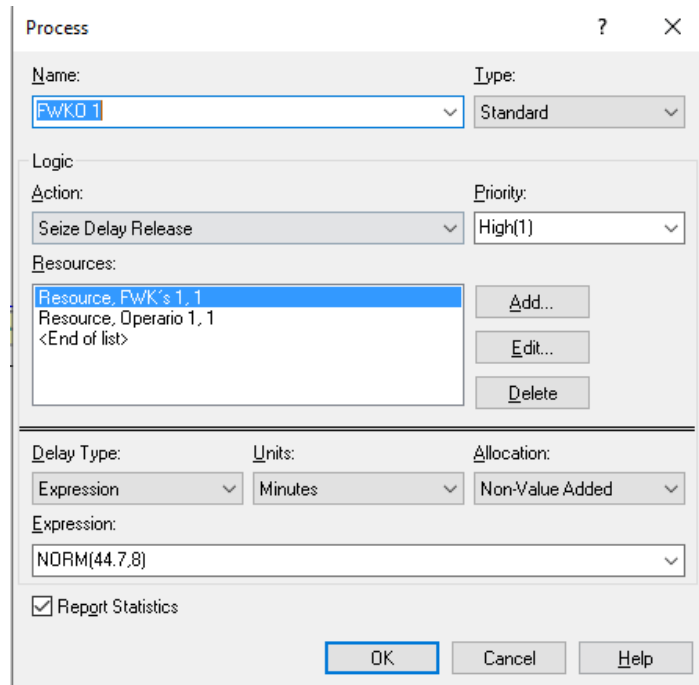 Process
?
Name:
Type:
FWKO 1
Standard
Logic
Action:
Priority:
Seize Delay Release
High(1)
Resources:
Resource, FWK´s 1, 1
Resource, Operario 1, 1
<End of list>
Add...
Edit...
Delete
Delay Type:
Units:
Allocation:
Expression
Minutes
Non-Value Added
Expression:
NORM(44.7,8)
Report Statistics
OK
Cancel
Help